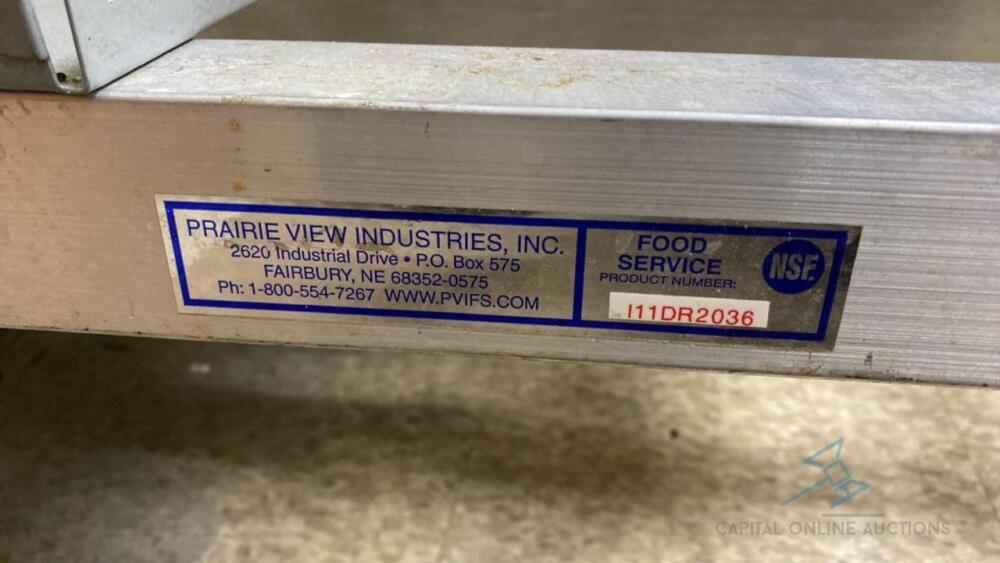 PRAIRIE VIEW INDUSTRIES, INC.
2620 Industrial Drive • P.O. Box 575
FAIRBURY, NE 68352-0575
Ph: 1-800-554-7267 WWW.PVIFS.COM
FOOD
SERVICE
PRODUCT NUMBER:
I11DR2036
NSF
CAPITAL ONLINE AUCTIONS